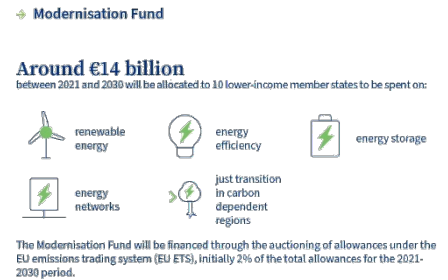 Modernisation Fund
Around €14 billion
between 2021 and 2030 will be allocated to 10 lower-income member states to be spent on:
renewable
energy
energy
efficiency
energy storage
energy
networks
just transition
in carbon
dependent
regions
The Modernisation Fund will be financed through the auctioning of allowances under the
EU emissions trading system (EU ETS), initially 2% of the total allowances for the 2021-
2030 period.